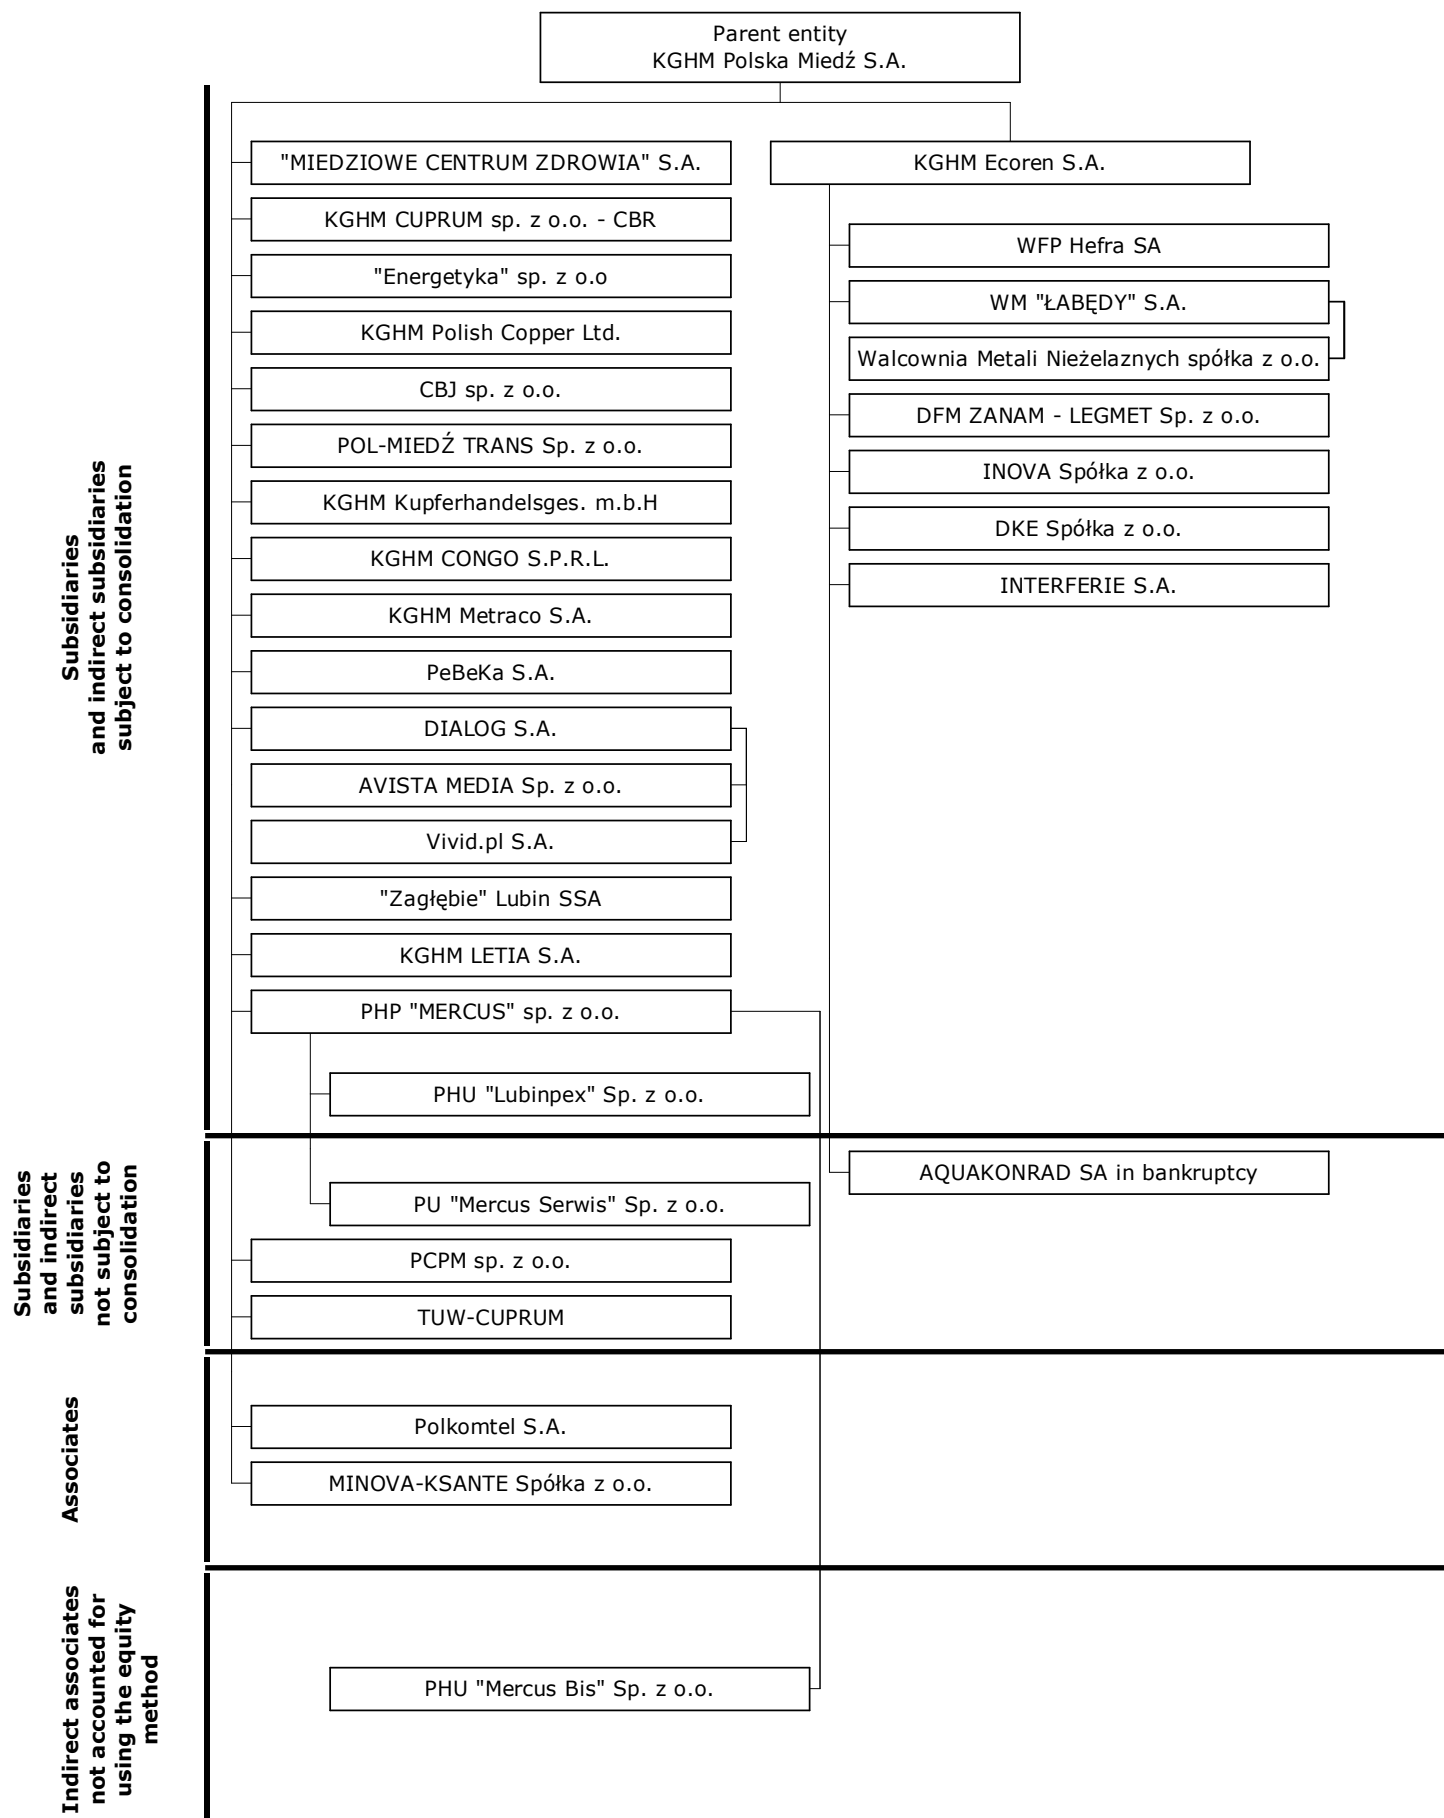 Parent entity
KGHM Polska Miedź S.A.
Subsidiaries
and indirect subsidiaries
subject to consolidation
"MIEDZIOWE CENTRUM ZDROWIA" S.A.
KGHM CUPRUM sp. z o.o. - CBR
"Energetyka" sp. z o.o
KGHM Polish Copper Ltd.
CBJ sp. z o.o.
POL-MIEDŹ TRANS Sp. z o.o.
KGHM Kupferhandelsges. m.b.H
KGHM CONGO S.P.R.L.
KGHM Metraco S.A.
PeBeKa S.A.
DIALOG S.A.
AVISTA MEDIA Sp. z o.o.
Vivid.pl S.A.
"Zagłębie" Lubin SSA
KGHM LETIA S.A.
PHP "MERCUS" sp. z o.o.
PHU "Lubinpex" Sp. z o.o.
KGHM Ecoren S.A.
WFP Hefra SA
WM "ŁABĘDY" S.A.
Walcownia Metali Nieżelaznych spółka z o.o.
DFM ZANAM - LEGMET Sp. z o.o.
INOVA Spółka z o.o.
DKE Spółka z o.o.
INTERFERIE S.A.
Subsidiaries
and indirect
subsidiaries
not subject to
consolidation
PU "Mercus Serwis" Sp. z o.o.
PCPM sp. z o.o.
TUW-CUPRUM
AQUAKONRAD SA in bankruptcy
Associates
Polkomtel S.A.
MINOVA-KSANTE Spółka z o.o.
Indirect associates
not accounted for
using the equity
method
PHU "Mercus Bis" Sp. z o.o.